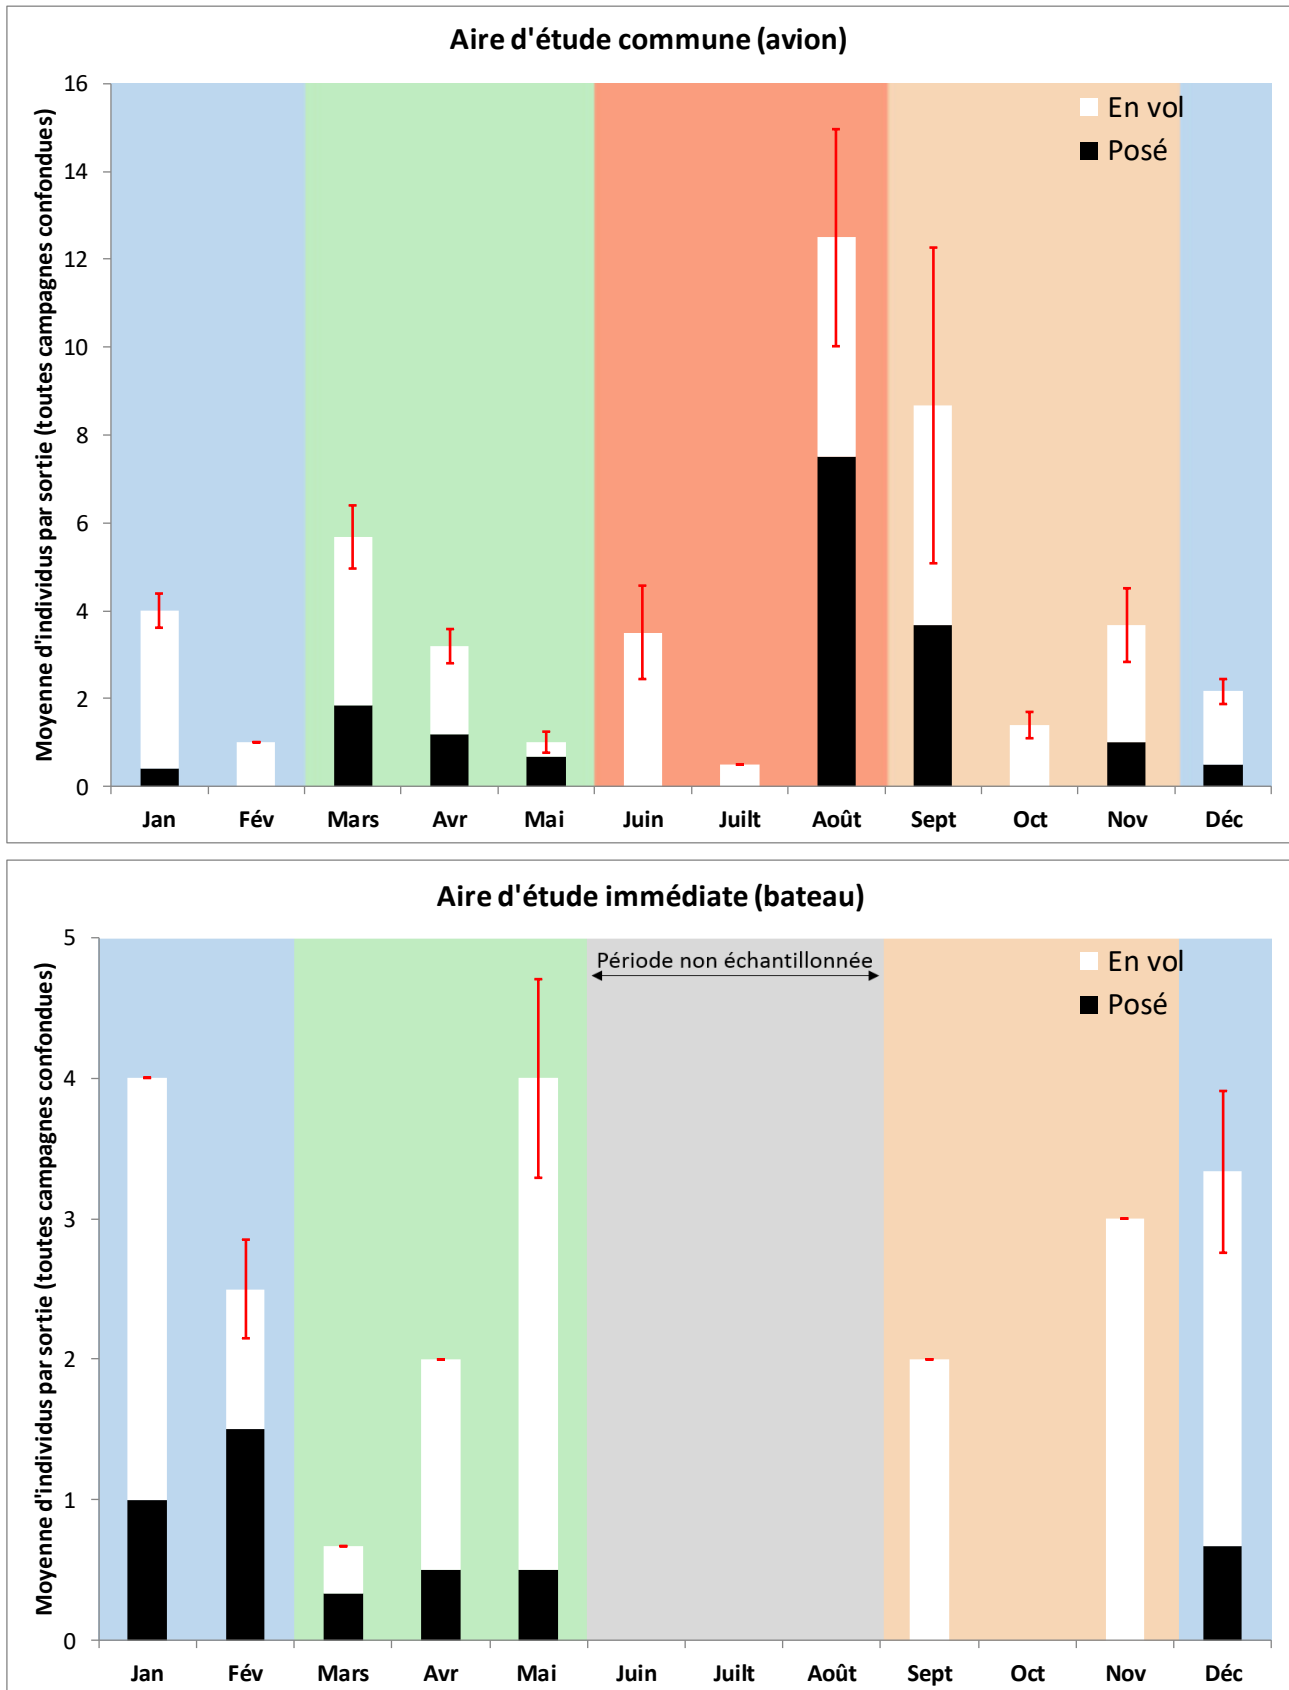 Aire d'étude commune (avion)
Moyenne d'individus par sortie (toutes campagnes confondues)
16
14
12
10
8
6
4
2
0
En vol
Posé
Jan Fév Mars Avr Mai Juin Juilt Août Sept Oct Nov Déc
Aire d'étude immédiate (bateau)
Moyenne d'individus par sortie (toutes campagnes confondues)
5
4
3
2
1
0
Période non échantillonnée
En vol
Posé
Jan Fév Mars Avr Mai Juin Juilt Août Sept Oct Nov Déc